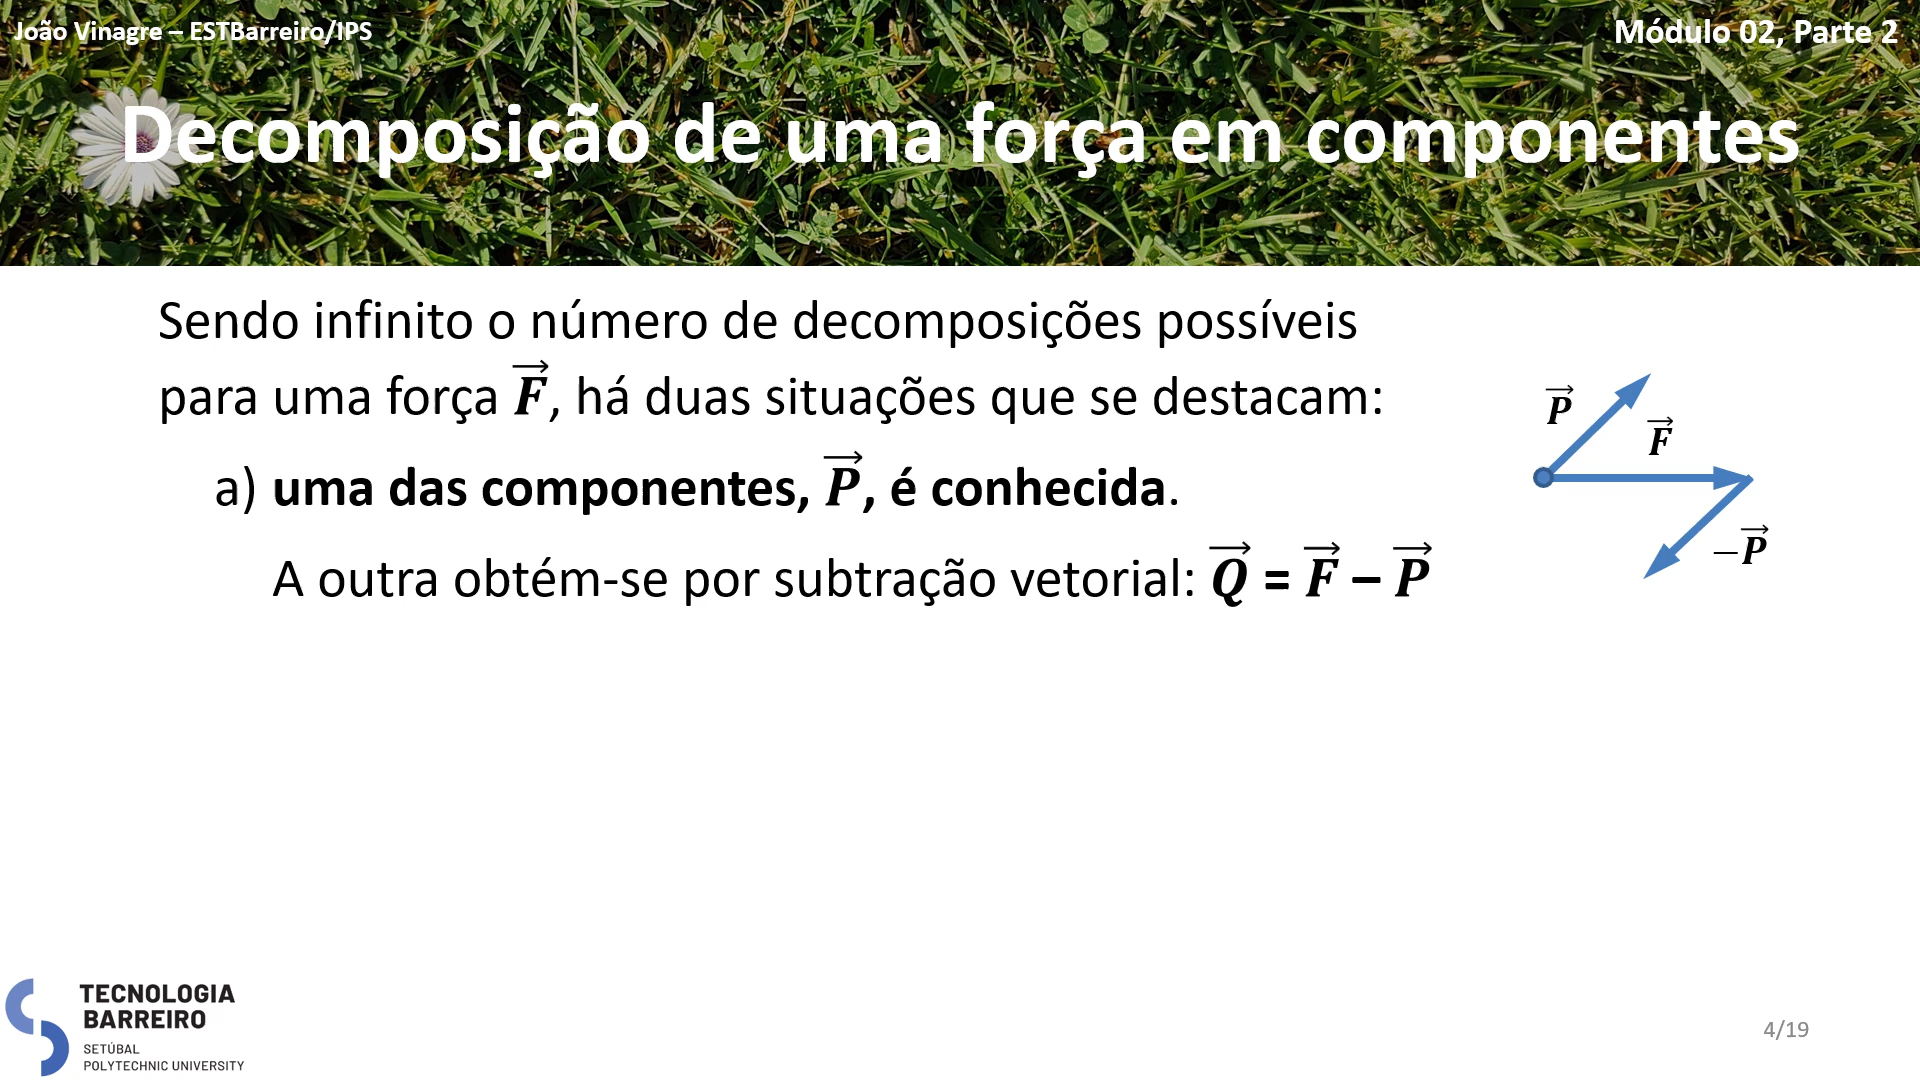 João Vinagre – ESTBarreiro/IPS
Módulo 02, Parte 2
Decomposição de uma força em componentes
Sendo infinito o número de decomposições possíveis
para uma força F⃗, há duas situações que se destacam:
a) uma das componentes, P⃗, é conhecida.
A outra obtém-se por subtração vetorial: Q⃗ = F⃗ – P⃗
P⃗
F⃗
−P⃗
TECNOLOGIA
BARREIRO
SETÚBAL
POLYTECHNIC UNIVERSITY
4/19